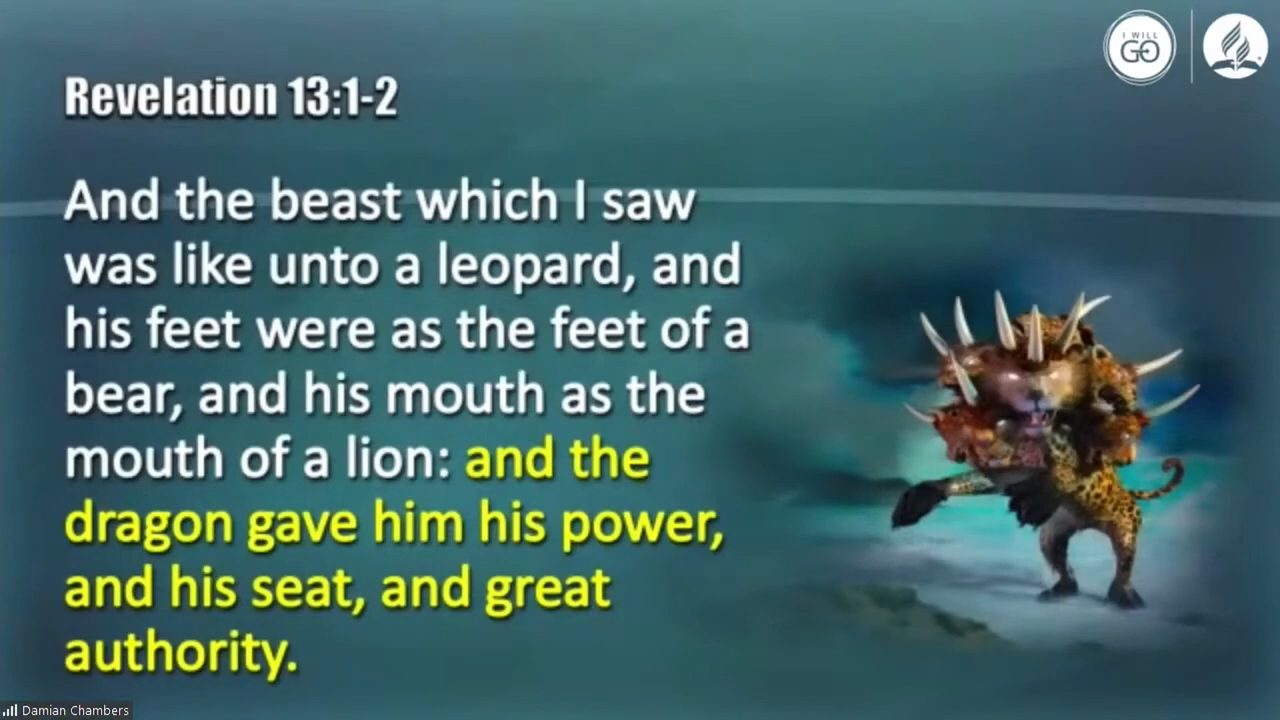 I WILL
GO
Revelation 13:1-2
And the beast which I saw
was like unto a leopard, and
his feet were as the feet of a
bear, and his mouth as the
mouth of a lion: and the
dragon gave him his power,
and his seat, and great
authority.
Damian Chambers